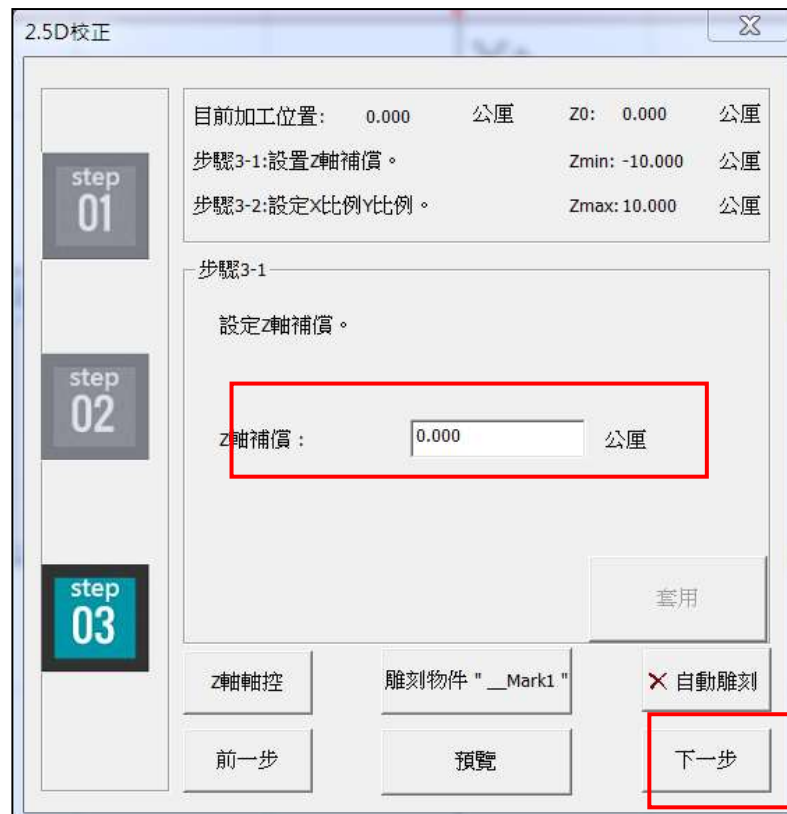 2.5D校正
目前加工位置: 0.000 公厘 Z0: 0.000 公厘
步驟3-1:設置Z軸補償。 Zmin: -10.000 公厘
步驟3-2:設定X比例Y比例。 Zmax: 10.000 公厘
step
01
step
02
step
03
步驟3-1
設定Z軸補償。
Z軸補償: 0.000 公厘
套用
Z軸軸控 雕刻物件 " __Mark1 " 自動雕刻
前一步 預覽 下一步